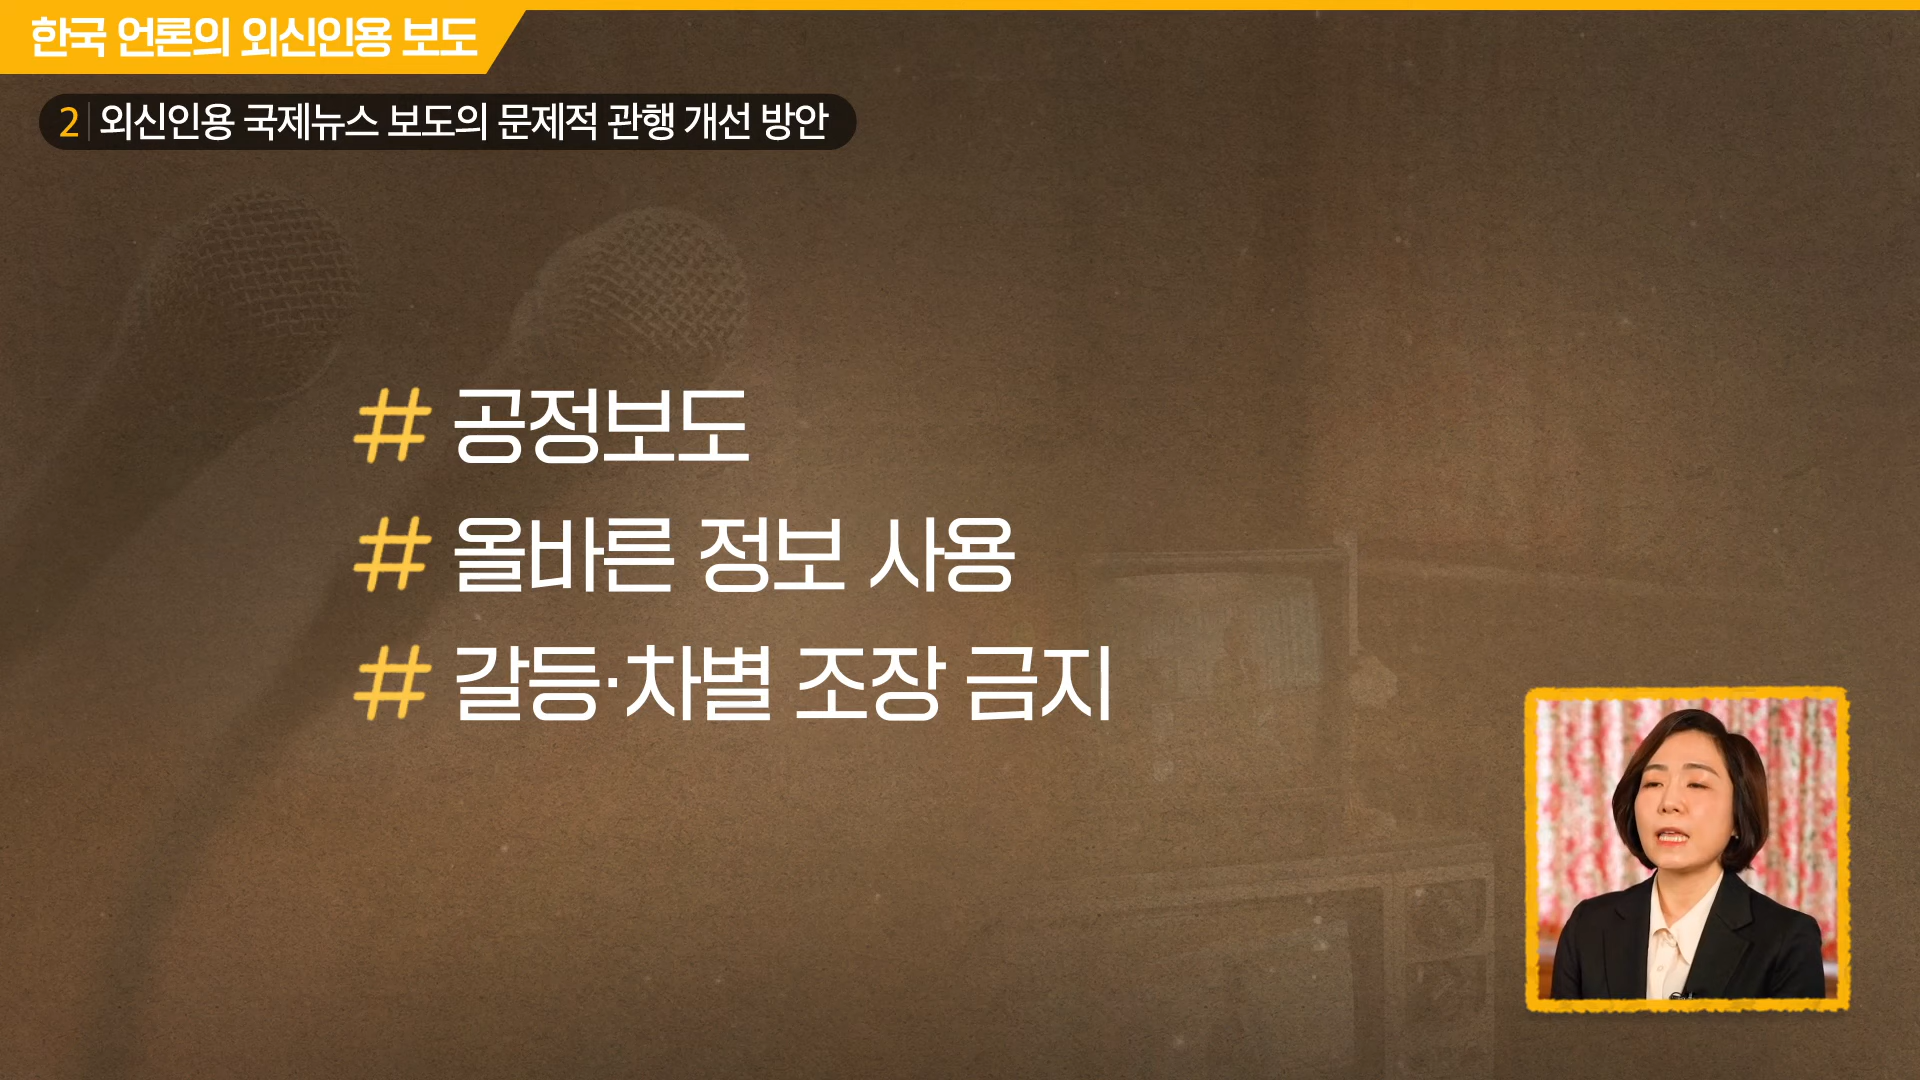 한국 언론의 외신인용 보도
2 외신인용 국제뉴스 보도의 문제적 관행 개선 방안
# 공정보도
# 올바른 정보 사용
# 갈등·차별 조장 금지